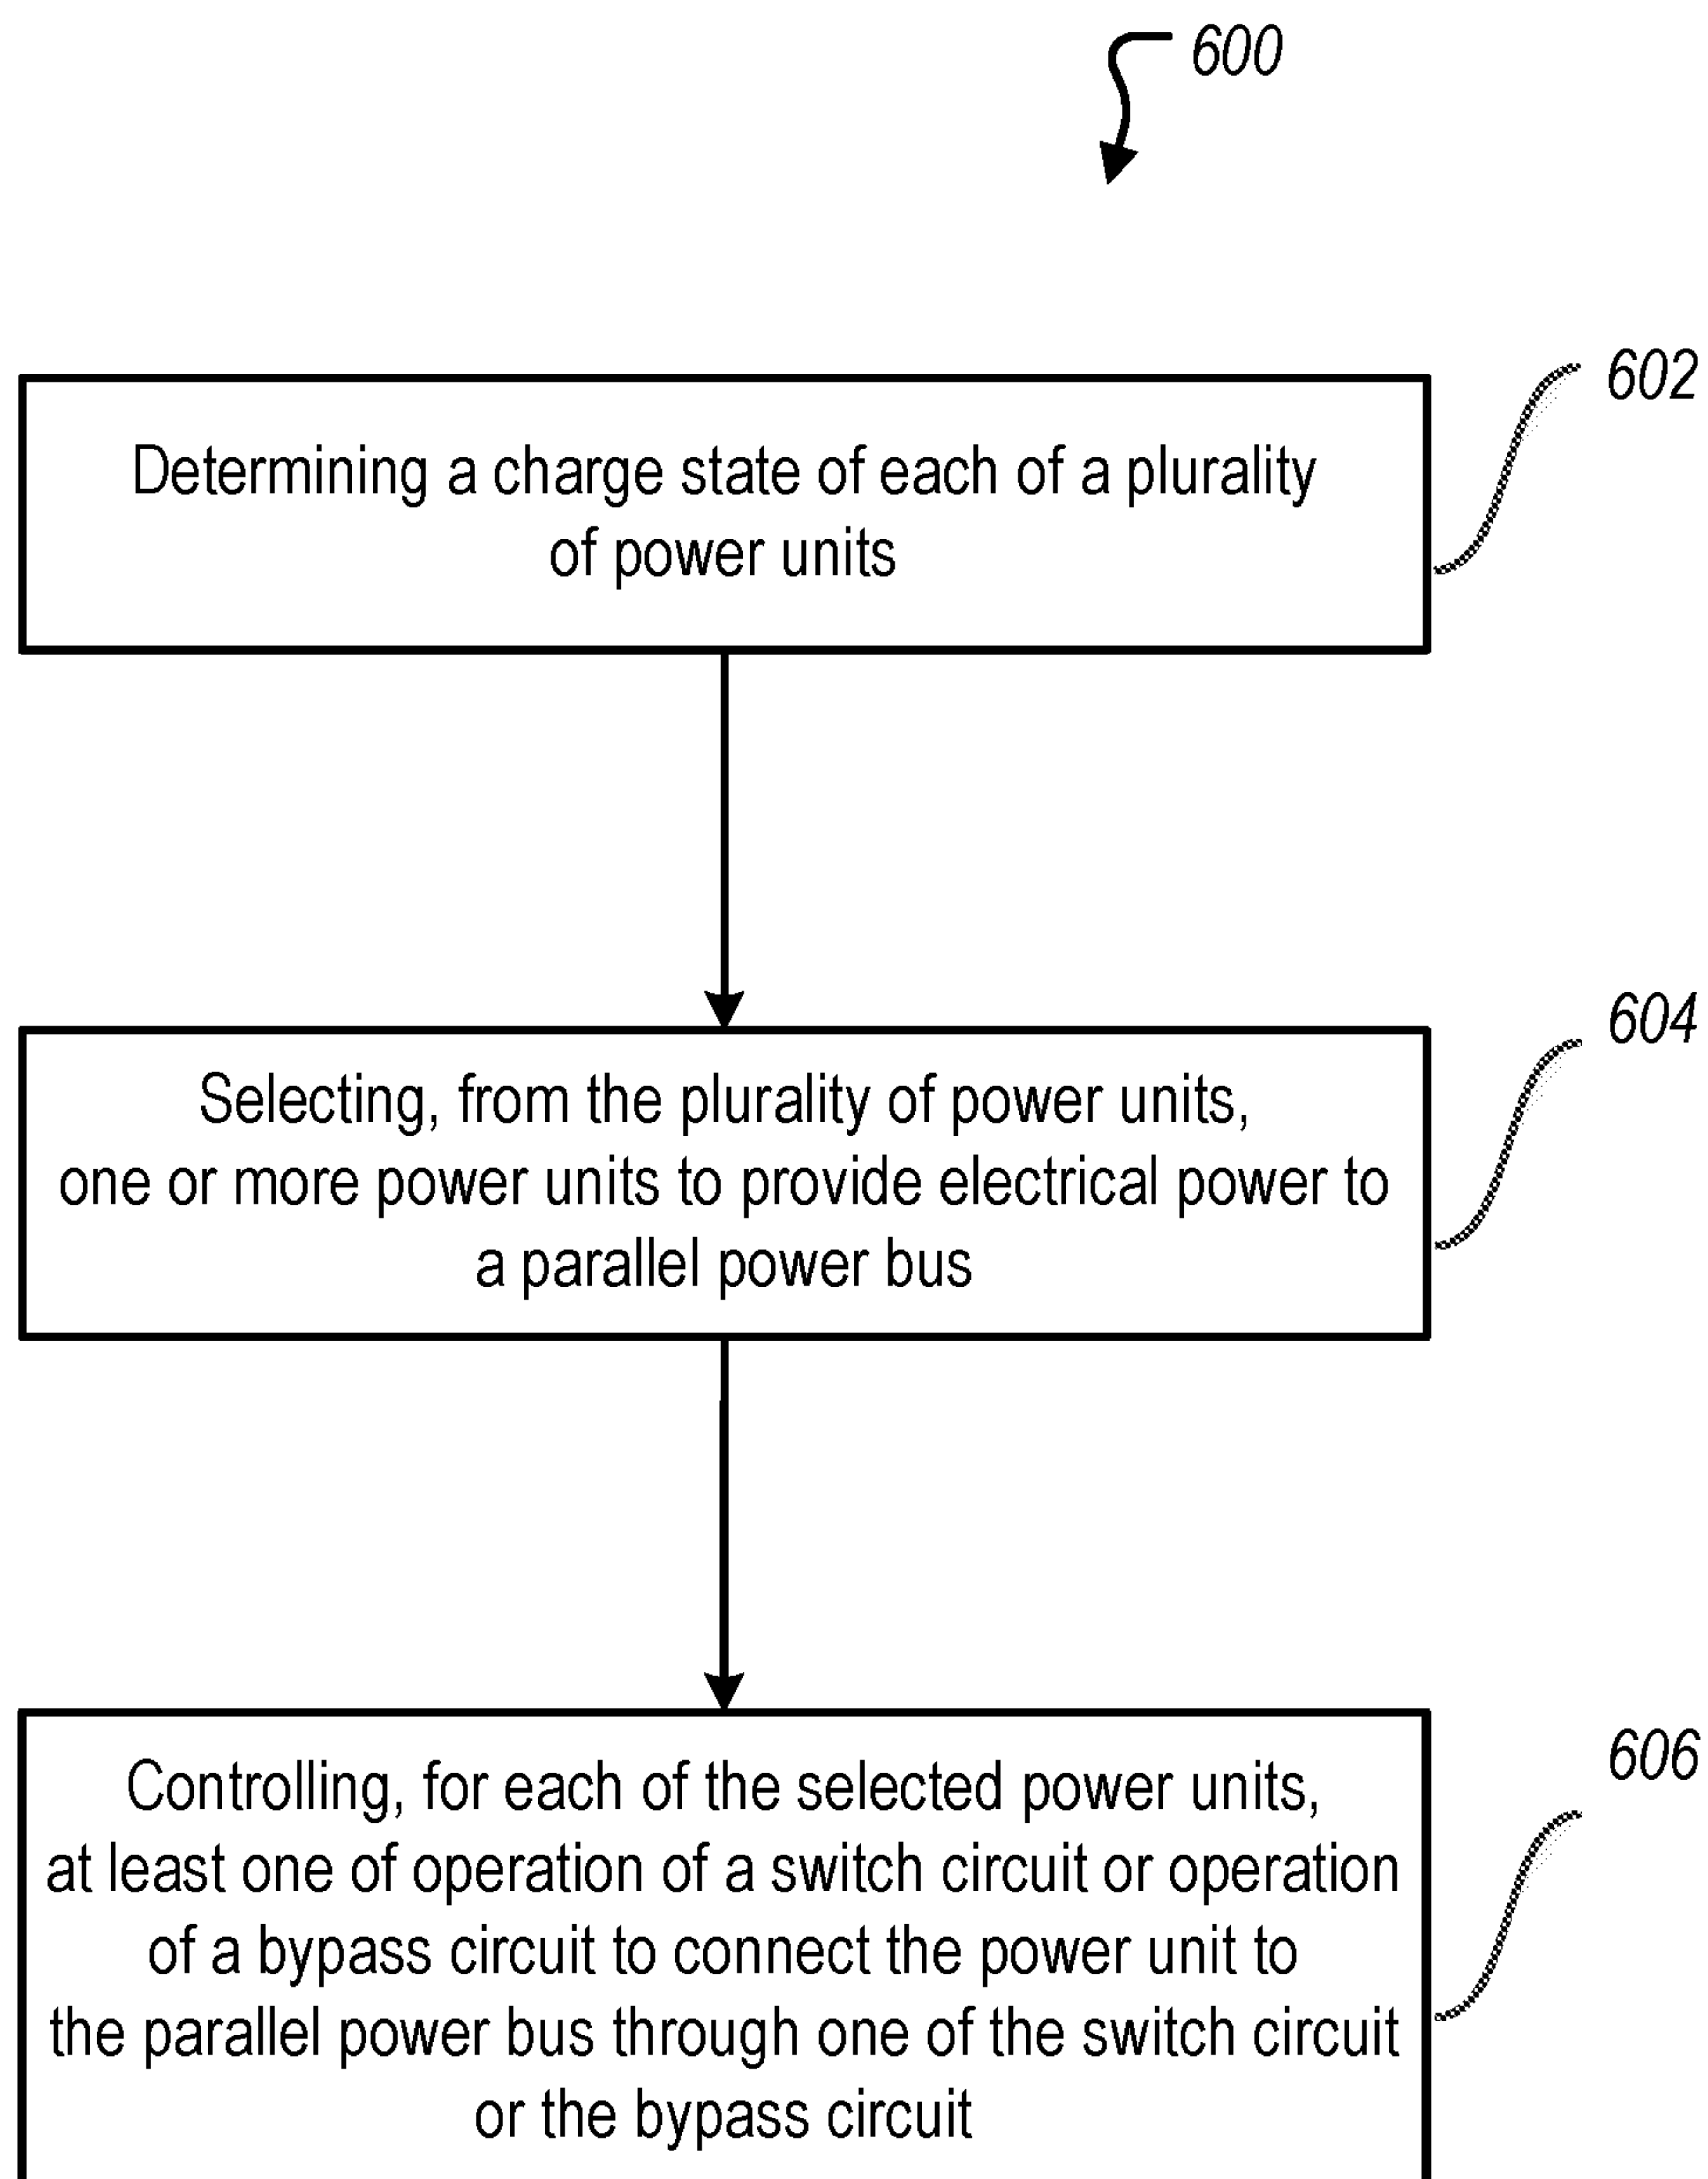 600
602
Determining a charge state of each of a plurality
of power units
604
Selecting, from the plurality of power units,
one or more power units to provide electrical power to
a parallel power bus
606
Controlling, for each of the selected power units,
at least one of operation of a switch circuit or operation
of a bypass circuit to connect the power unit to
the parallel power bus through one of the switch circuit
or the bypass circuit